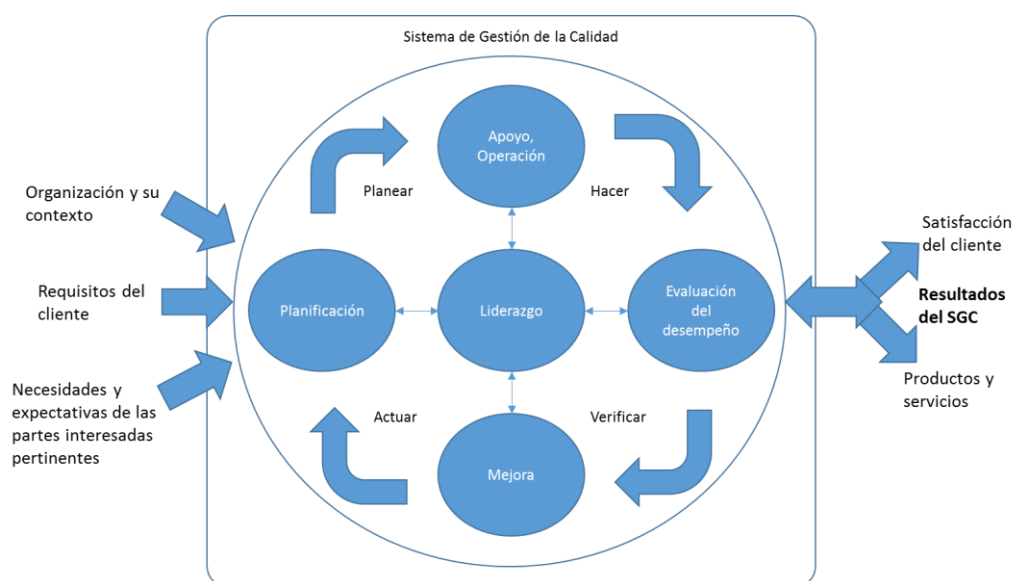 Sistema de Gestión de la Calidad
Apoyo,
Operación
Planear
Hacer
Organización y su
contexto
Requisitos del
cliente
Necesidades y
expectativas de las
partes interesadas
pertinentes
Planificación
Liderazgo
Evaluación
del
desempeño
Actuar
Verificar
Mejora
Satisfacción
del cliente
Resultados
del SGC
Productos y
servicios